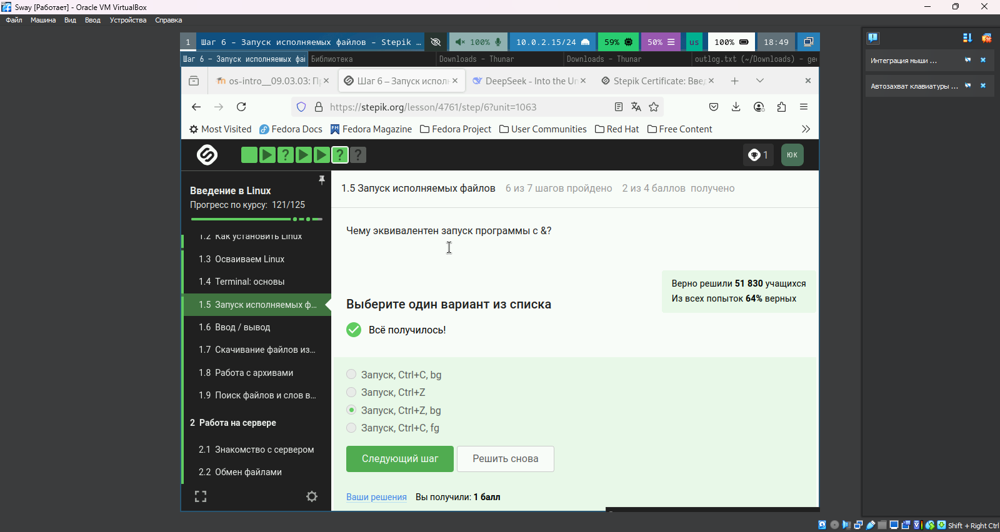 Sway [Работает] - Oracle VM VirtualBox
Файл Машина Вид Ввод Устройства Справка
1 Шаг 6 – Запуск исполняемых файлов – Stepik … 100% 10.0.2.15/24 59% 50% us 100% 18:49
Шаг 6 – Запуск исполняемых фай Библиотека Downloads – Thunar Downloads – Thunar outlog.txt (~/Downloads) – ge
os-intro__09.03.03: П Шаг 6 – Запуск исполн DeepSeek - Into the Un Stepik Certificate: Введ
https://stepik.org/lesson/4761/step/6?unit=1063
Most Visited Fedora Docs Fedora Magazine Fedora Project User Communities Red Hat Free Content
? ? ? 1 ЮК
Введение в Linux
Прогресс по курсу: 121/125
1.2 Как установить Linux
1.3 Осваиваем Linux
1.4 Terminal: основы
1.5 Запуск исполняемых ф...
1.6 Ввод / вывод
1.7 Скачивание файлов из...
1.8 Работа с архивами
1.9 Поиск файлов и слов в...
2 Работа на сервере
2.1 Знакомство с сервером
2.2 Обмен файлами
1.5 Запуск исполняемых файлов 6 из 7 шагов пройдено 2 из 4 баллов получено
Чему эквивалентен запуск программы с &?
Верно решили 51 830 учащихся
Из всех попыток 64% верных
Выберите один вариант из списка
Всё получилось!
Запуск, Ctrl+C, bg
Запуск, Ctrl+Z
Запуск, Ctrl+Z, bg
Запуск, Ctrl+C, fg
Следующий шаг Решить снова
Ваши решения Вы получили: 1 балл
Интеграция мыши ...
Автозахват клавиатуры ...
Shift + Right Ctrl